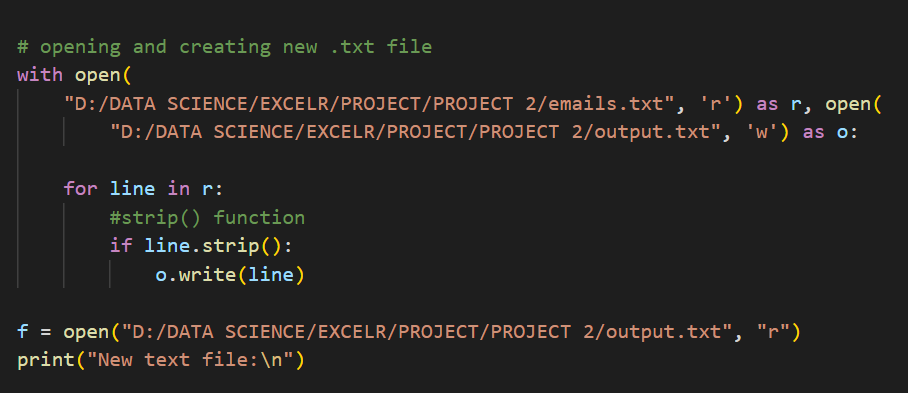 # opening and creating new .txt file
with open(
    "D:/DATA SCIENCE/EXCELR/PROJECT/PROJECT 2/emails.txt", 'r') as r, open(
        "D:/DATA SCIENCE/EXCELR/PROJECT/PROJECT 2/output.txt", 'w') as o:
    for line in r:
        #strip() function
        if line.strip():
            o.write(line)
f = open("D:/DATA SCIENCE/EXCELR/PROJECT/PROJECT 2/output.txt", "r")
print("New text file:\n")